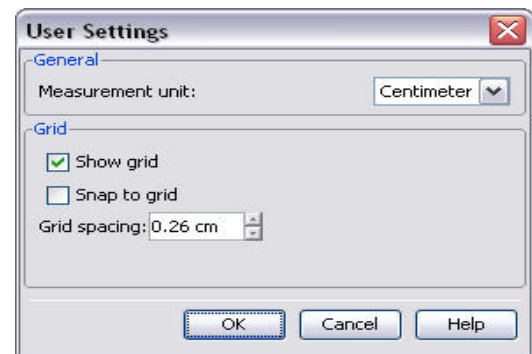 User Settings
General
Measurement unit: Centimeter
Grid
Show grid
Snap to grid
Grid spacing: 0.26 cm
OK Cancel Help